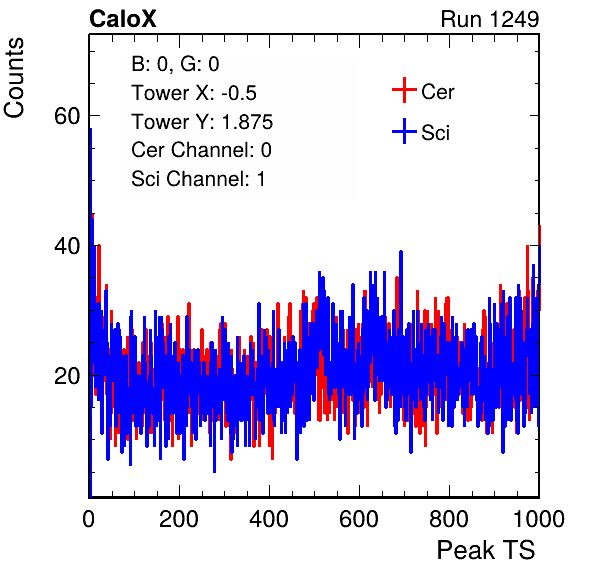 CaloX Run 1249
Counts
B: 0, G: 0
Tower X: -0.5
Tower Y: 1.875
Cer Channel: 0
Sci Channel: 1
Cer
Sci
60
40
20
0 200 400 600 800 1000
Peak TS